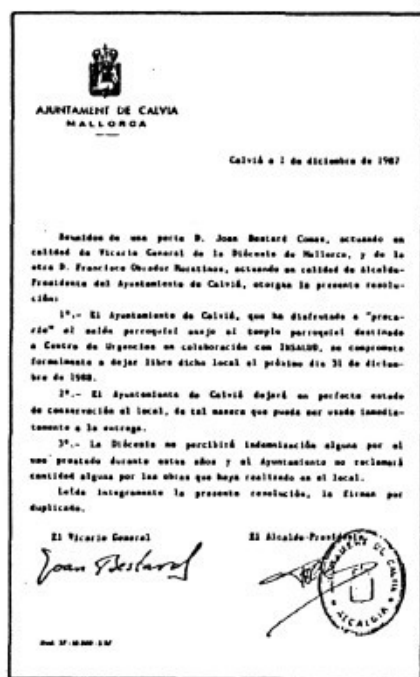 AJUNTAMENT DE CALVIA
MALLORCA
Calviá a 1 de diciembre de 1987
Reunidos de una parte D. Joan Bestard Comas, actuando en
calidad de Vicario General de la Diócesis de Mallorca, y de la
otra D. Francisco Obrador Moratinos, actuando en calidad de Alcalde-
Presidente del Ayuntamiento de Calviá, otorgan la presente resolu-
ción:
1º.- El Ayuntamiento de Calviá, que ha disfrutado a "preca-
rio" el salón parroquial anejo al templo parroquial destinado
a Centro de Urgencias en colaboración con INSALUD, se compromete
formalmente a dejar libre dicho local el próximo día 31 de diciem-
bre de 1988.
2º.- El Ayuntamiento de Calviá dejará en perfecto estado
de conservación el local, de tal manera que pueda ser usado inmedia-
tamente a la entrega.
3º.- La Diócesis no percibirá indemnización alguna por el
uso prestado durante estos años y el Ayuntamiento no reclamará
cantidad alguna por las obras que haya realizado en el local.
Leída íntegramente la presente resolución, la firman por
duplicado.
El Vicario General
El Alcalde-Presidente
Joan Bestard
AJUNTAMENT DE CALVIA
ALCALDIA